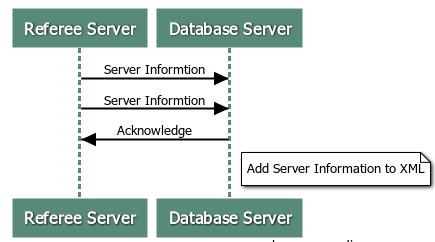 Referee Server
Database Server
Server Informtion
Server Informtion
Acknowledge
Add Server Information to XML
Referee Server
Database Server